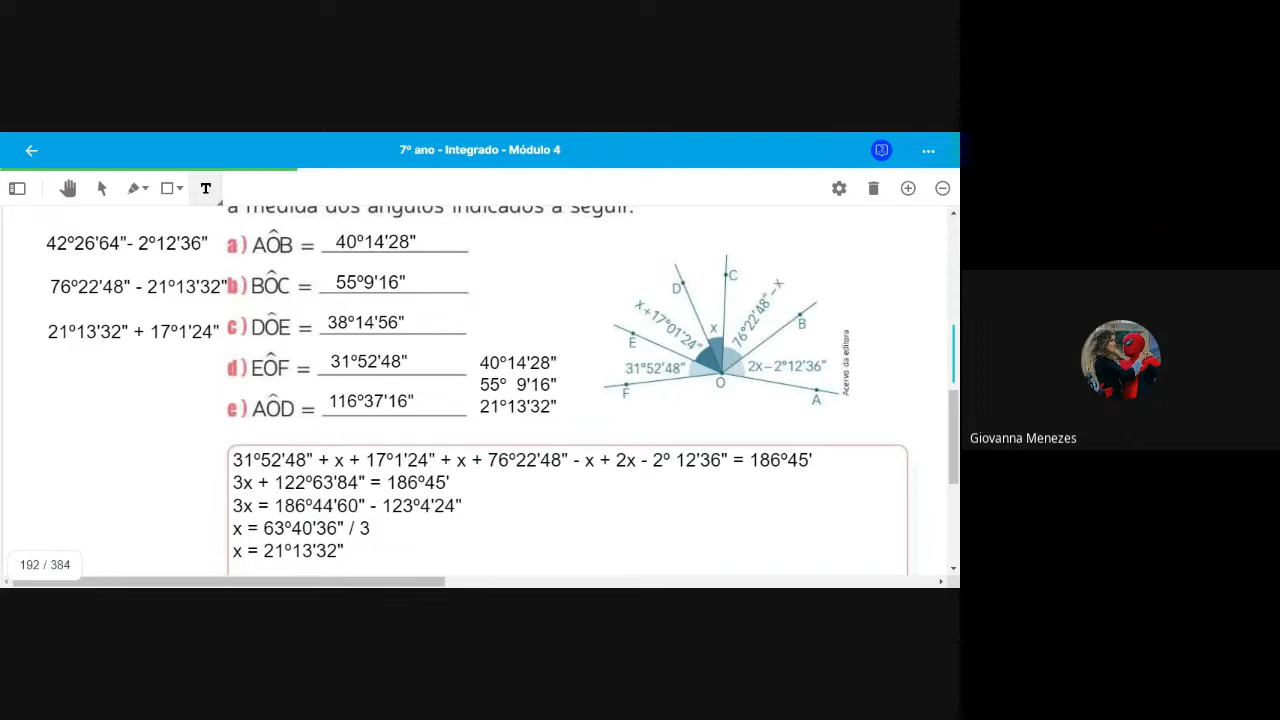 7º ano - Integrado - Módulo 4
T
a medida dos ângulos indicados a seguir.
42º26'64"- 2º12'36"
76º22'48" - 21º13'32"
21º13'32" + 17º1'24"
a) AÔB = 40º14'28"
b) BÔC = 55º9'16"
c) DÔE = 38º14'56"
d) EÔF = 31º52'48"
e) AÔD = 116º37'16"
40º14'28"
55º 9'16"
21º13'32"
C
D
x+17º01'24"
x
76º22'48"–x
B
E
31º52'48"
2x–2º12'36"
F
O
A
Acervo da editora
31º52'48" + x + 17º1'24" + x + 76º22'48" - x + 2x - 2º 12'36" = 186º45'
3x + 122º63'84" = 186º45'
3x = 186º44'60" - 123º4'24"
x = 63º40'36" / 3
x = 21º13'32"
192 / 384
Giovanna Menezes